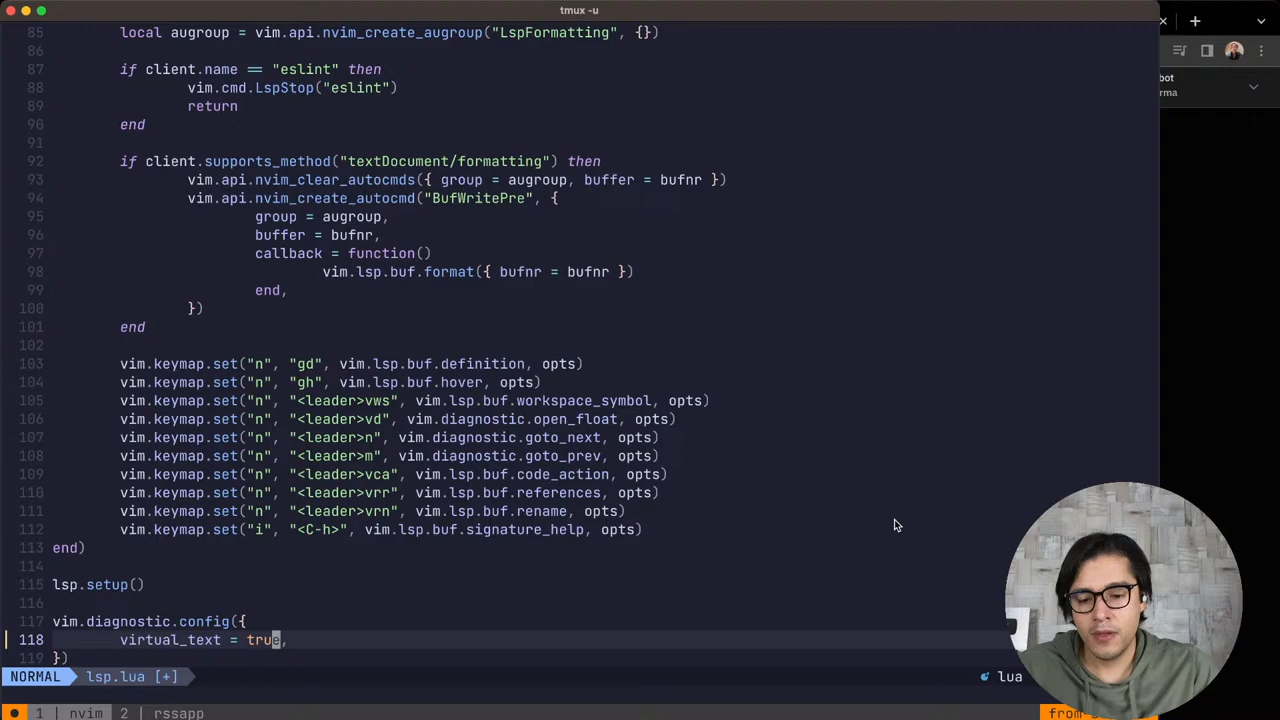 tmux -u
85 local augroup = vim.api.nvim_create_augroup("LspFormatting", {})
86
87 if client.name == "eslint" then
88 vim.cmd.LspStop("eslint")
89 return
90 end
91
92 if client.supports_method("textDocument/formatting") then
93 vim.api.nvim_clear_autocmds({ group = augroup, buffer = bufnr })
94 vim.api.nvim_create_autocmd("BufWritePre", {
95 group = augroup,
96 buffer = bufnr,
97 callback = function()
98 vim.lsp.buf.format({ bufnr = bufnr })
99 end,
100 })
101 end
102
103 vim.keymap.set("n", "gd", vim.lsp.buf.definition, opts)
104 vim.keymap.set("n", "gh", vim.lsp.buf.hover, opts)
105 vim.keymap.set("n", "<leader>vws", vim.lsp.buf.workspace_symbol, opts)
106 vim.keymap.set("n", "<leader>vd", vim.diagnostic.open_float, opts)
107 vim.keymap.set("n", "<leader>n", vim.diagnostic.goto_next, opts)
108 vim.keymap.set("n", "<leader>m", vim.diagnostic.goto_prev, opts)
109 vim.keymap.set("n", "<leader>vca", vim.lsp.buf.code_action, opts)
110 vim.keymap.set("n", "<leader>vrr", vim.lsp.buf.references, opts)
111 vim.keymap.set("n", "<leader>vrn", vim.lsp.buf.rename, opts)
112 vim.keymap.set("i", "<C-h>", vim.lsp.buf.signature_help, opts)
113 end)
114
115 lsp.setup()
116
117 vim.diagnostic.config({
118 virtual_text = true,
119 })
NORMAL lsp.lua [+] lua
1 | nvim 2 | rssapp from
bot
rma